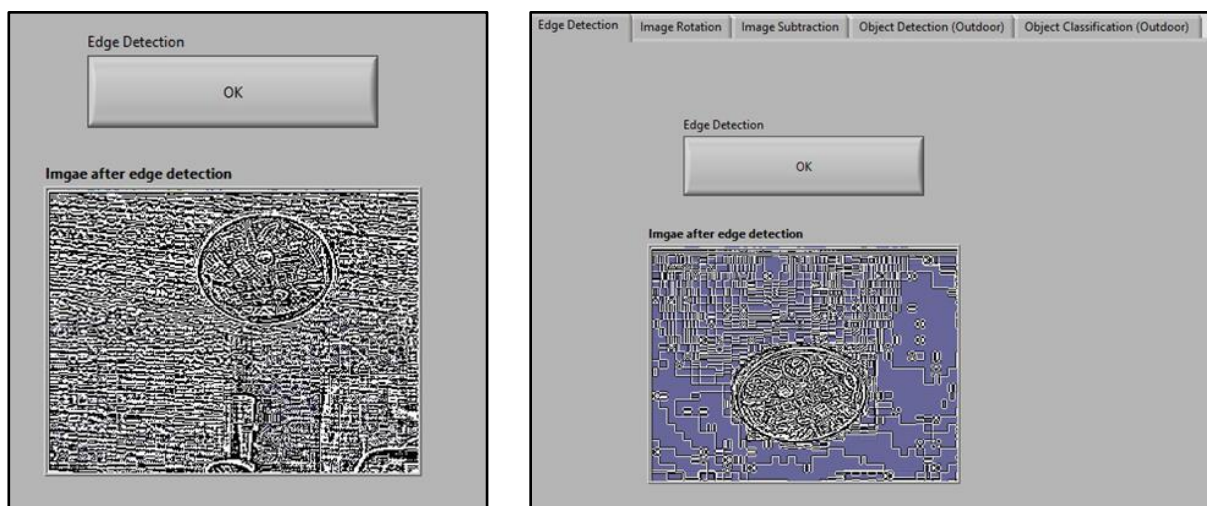 Edge Detection
OK
Imgae after edge detection
Edge Detection Image Rotation Image Subtraction Object Detection (Outdoor) Object Classification (Outdoor)
Edge Detection
OK
Imgae after edge detection